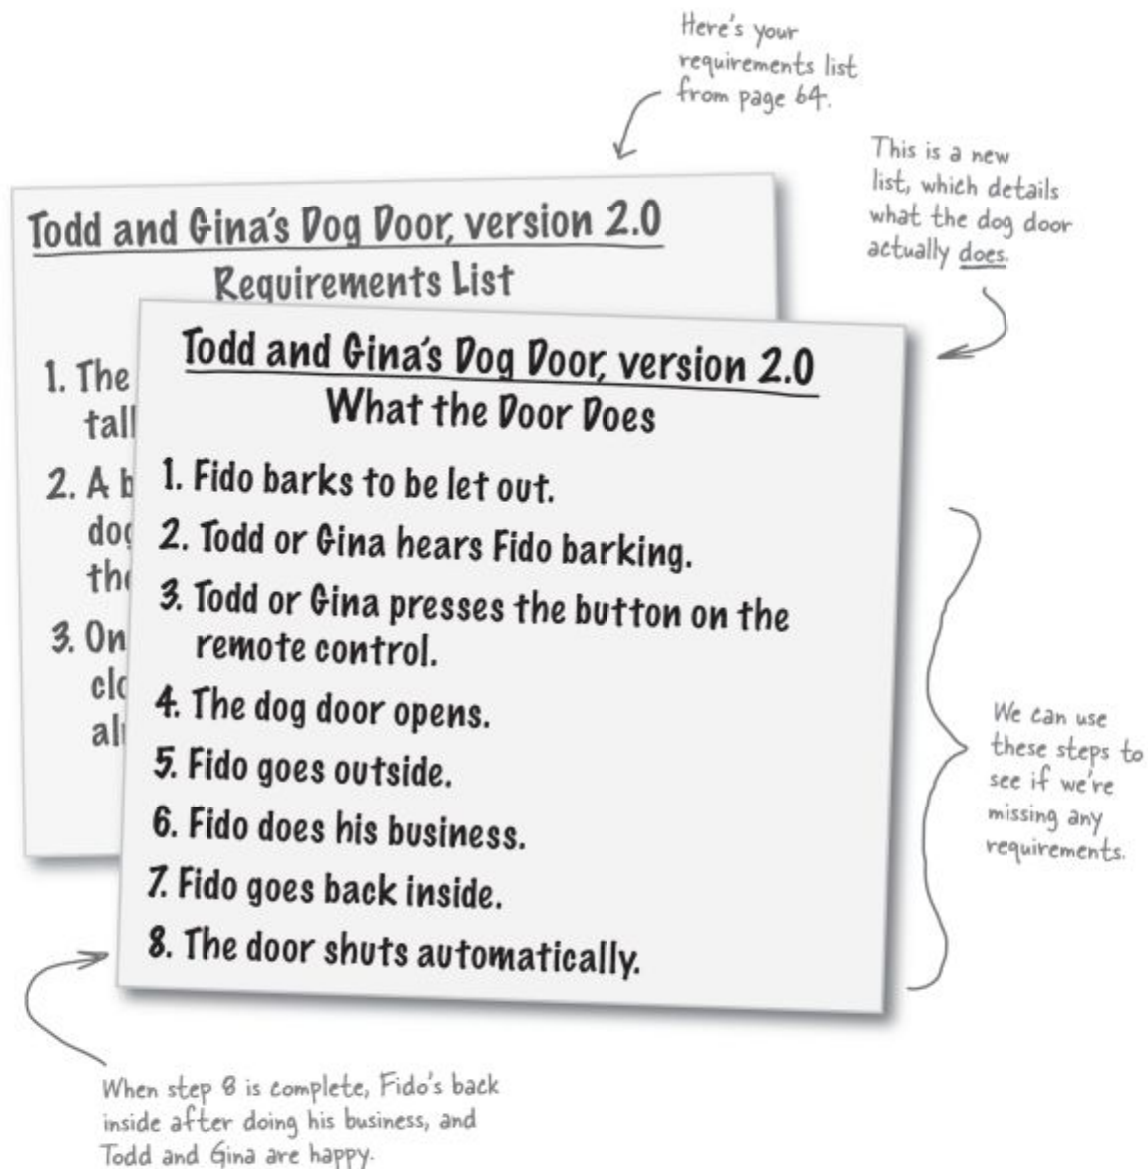 Here's your
requirements list
from page 64.
This is a new
list, which details
what the dog door
actually does.
Todd and Gina's Dog Door, version 2.0
Requirements List
1. The
tall
2. A b
dog
the
3. On
clo
alr
Todd and Gina's Dog Door, version 2.0
What the Door Does
1. Fido barks to be let out.
2. Todd or Gina hears Fido barking.
3. Todd or Gina presses the button on the
remote control.
4. The dog door opens.
5. Fido goes outside.
6. Fido does his business.
7. Fido goes back inside.
8. The door shuts automatically.
We can use
these steps to
see if we're
missing any
requirements.
When step 8 is complete, Fido's back
inside after doing his business, and
Todd and Gina are happy.